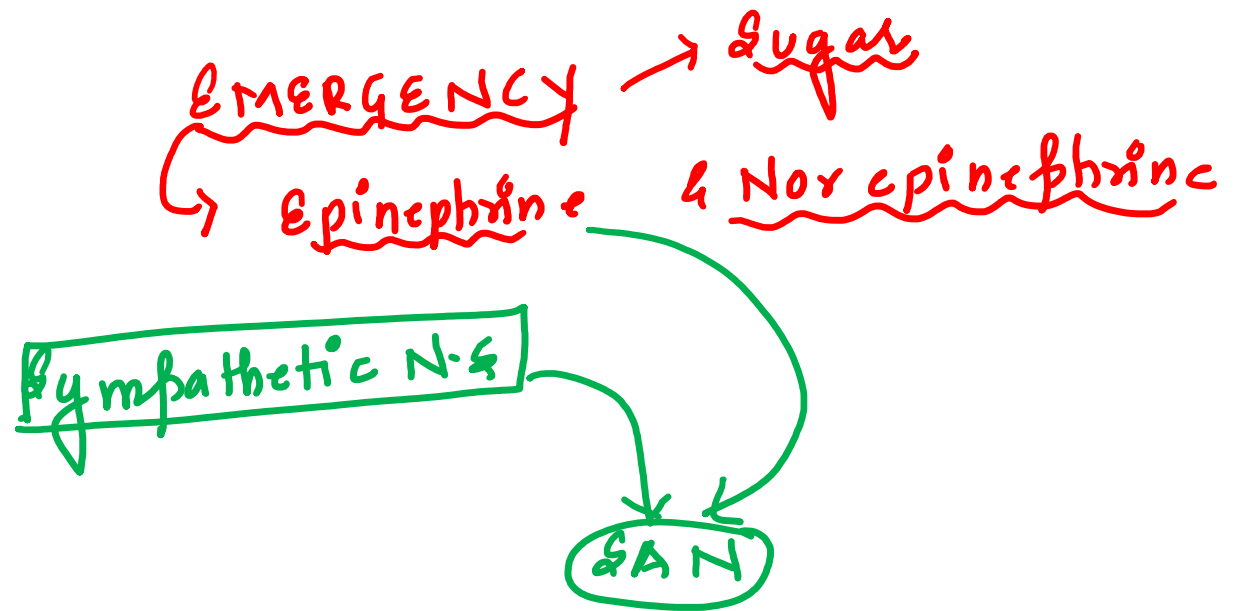 Sugar
EMERGENCY
Epinephrine & Norepinephrine
Sympathetic N.S
SAN